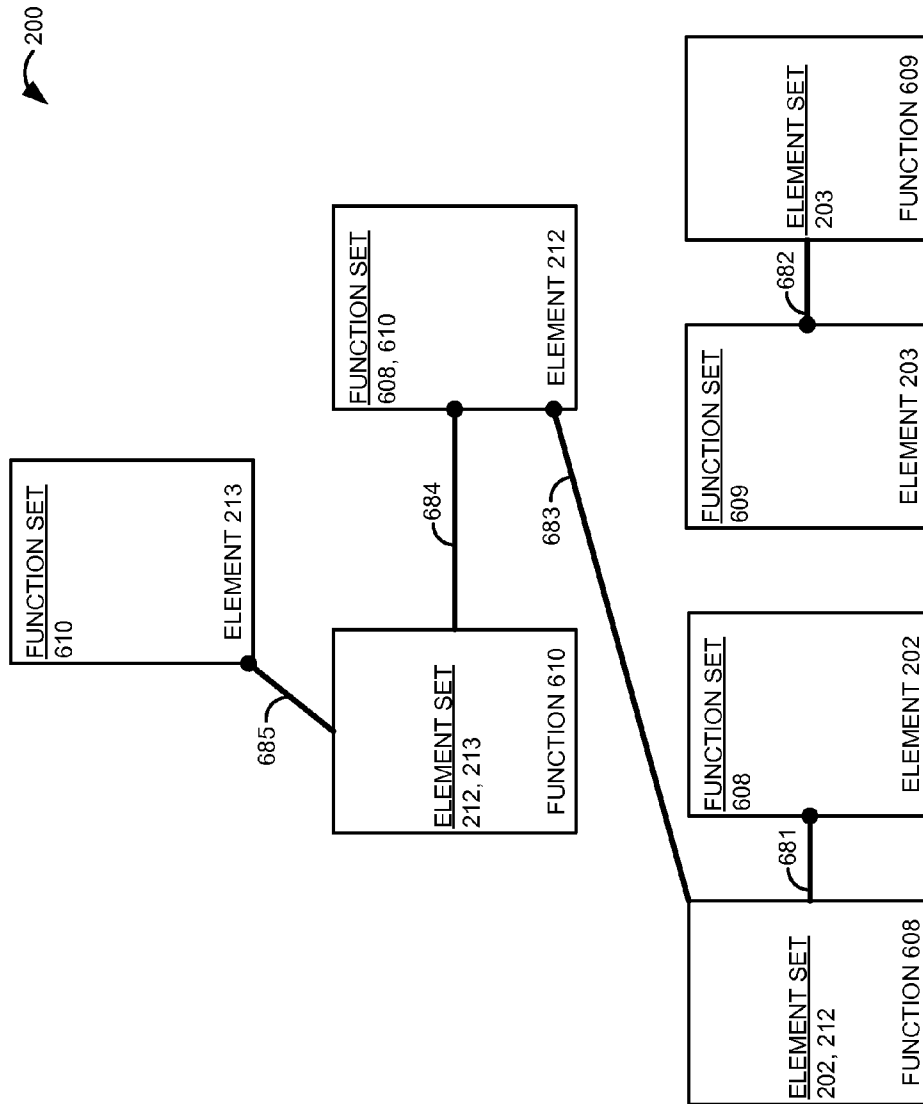 200
FUNCTION SET
610
ELEMENT 213
685
ELEMENT SET
212, 213
FUNCTION 610
684
FUNCTION SET
608, 610
ELEMENT 212
683
ELEMENT SET
202, 212
FUNCTION 608
681
FUNCTION SET
608
ELEMENT 202
FUNCTION SET
609
ELEMENT 203
682
ELEMENT SET
203
FUNCTION 609